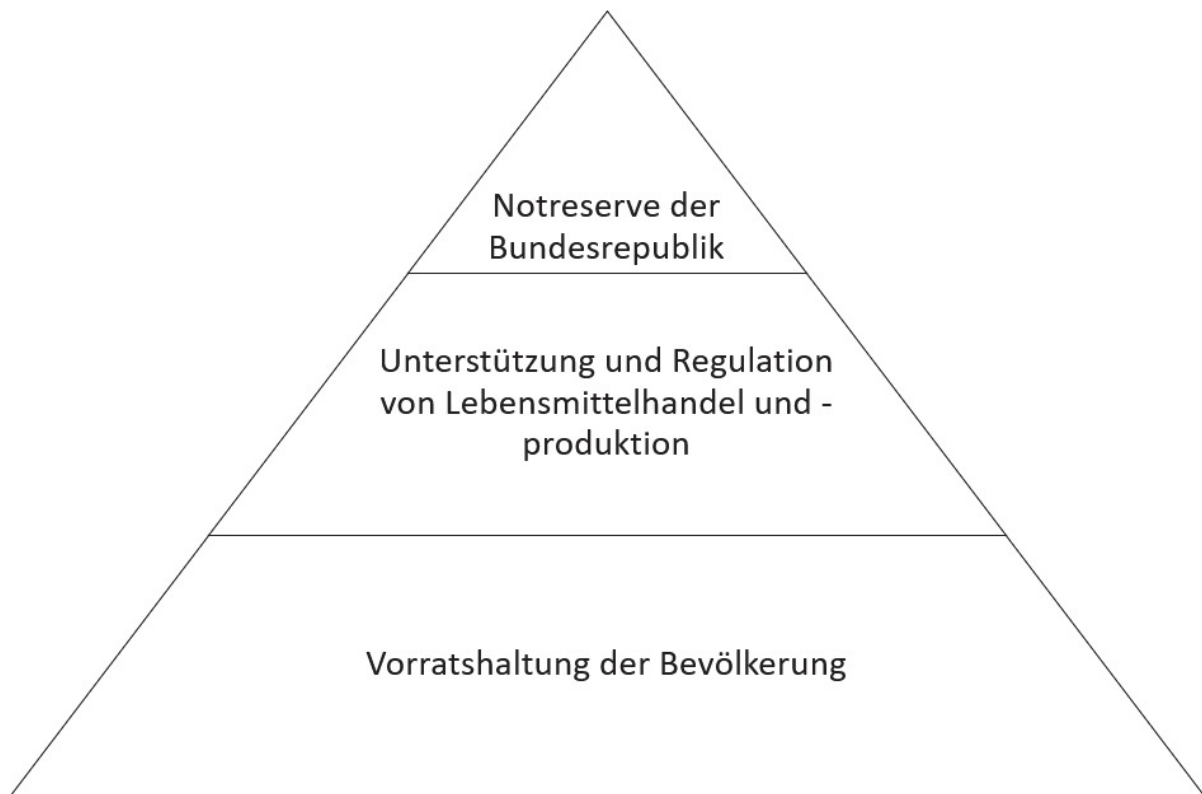 Notreserve der
Bundesrepublik
Unterstützung und Regulation
von Lebensmittelhandel und -
produktion
Vorratshaltung der Bevölkerung